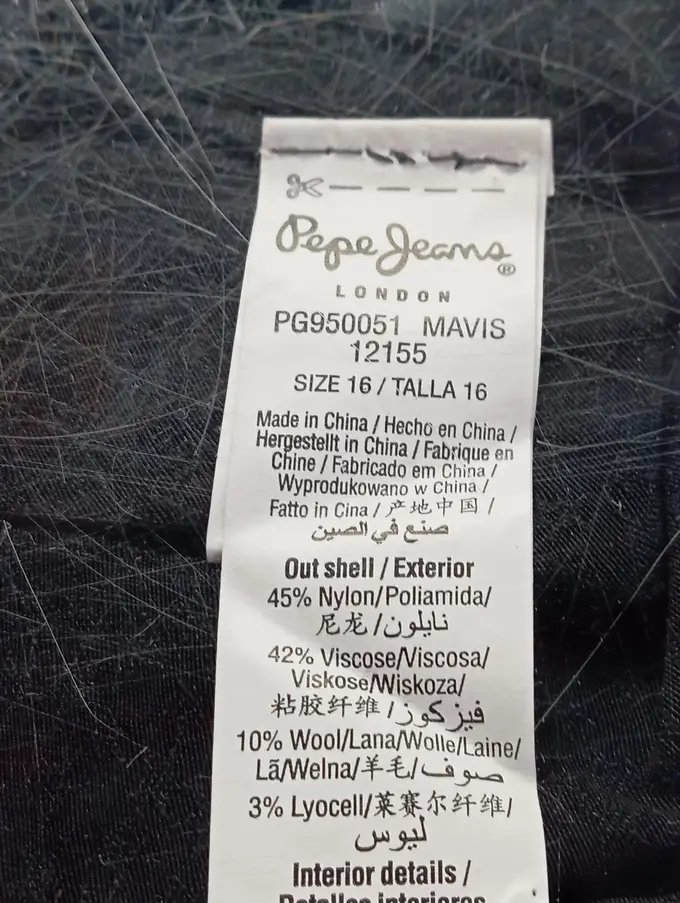 Pepe Jeans®
LONDON
PG950051 MAVIS
12155
SIZE 16 / TALLA 16
Made in China / Hecho en China /
Hergestellt in China / Fabrique en
Chine / Fabricado em China /
Wyprodukowano w China /
Fatto in Cina / 产地中国 /
صنع في الصين
Out shell / Exterior
45% Nylon/Poliamida/
尼龙/نايلون
42% Viscose/Viscosa/
Viskose/Wiskoza/
粘胶纤维/فيزكوز
10% Wool/Lana/Wolle/Laine/
Lã/Welna/羊毛/صوف
3% Lyocell/莱赛尔纤维/
ليوس
Interior details /
Detalles interiores